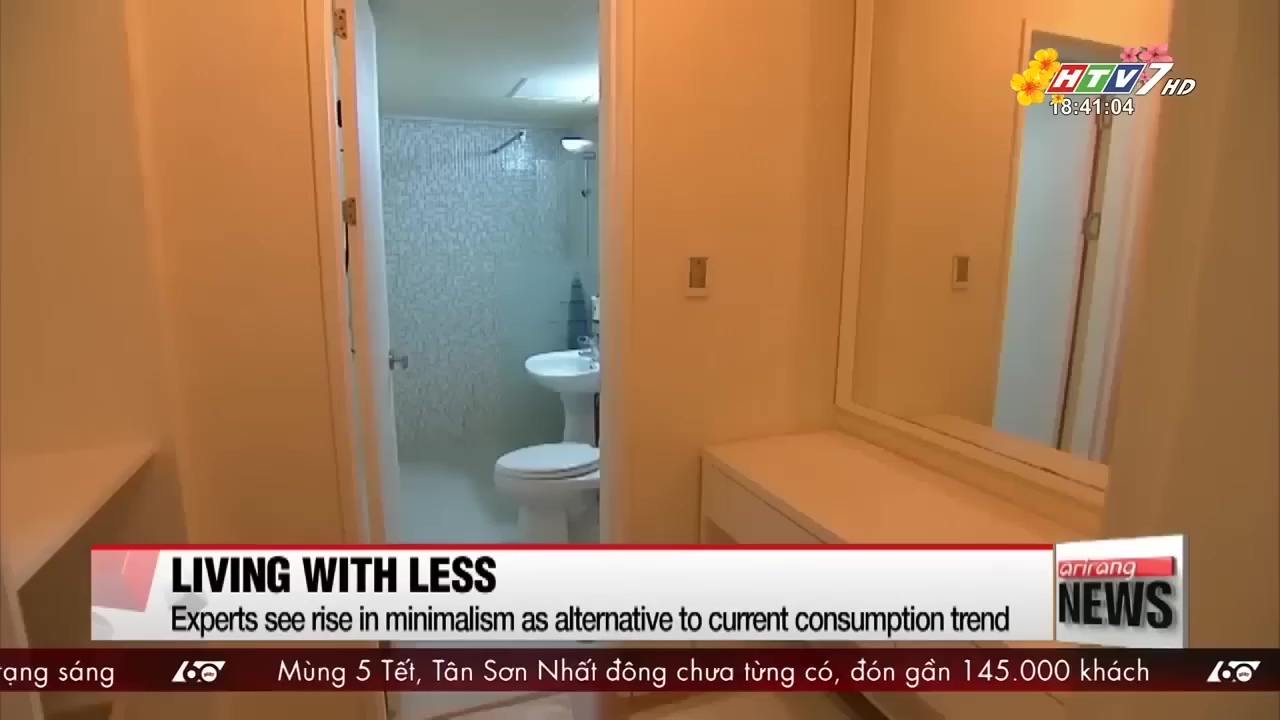 HTV7 HD
18:41:04
LIVING WITH LESS
Experts see rise in minimalism as alternative to current consumption trend
arirang
NEWS
rạng sáng 60 Mùng 5 Tết, Tân Sơn Nhất đông chưa từng có, đón gần 145.000 khách 60